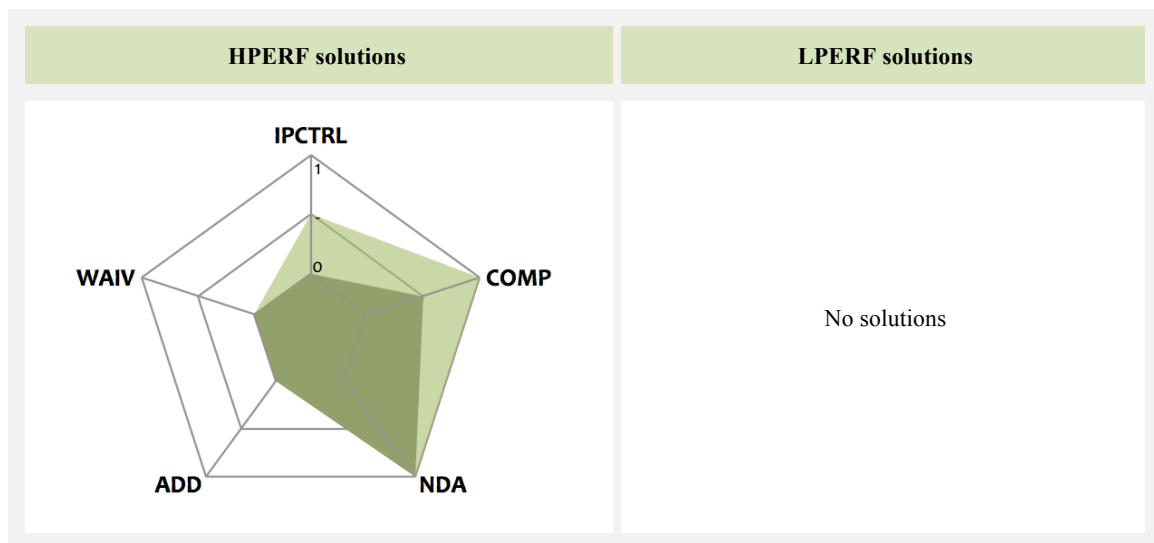 HPERF solutions
LPERF solutions
IPCTRL
1
-
0
WAIV
COMP
No solutions
ADD
NDA